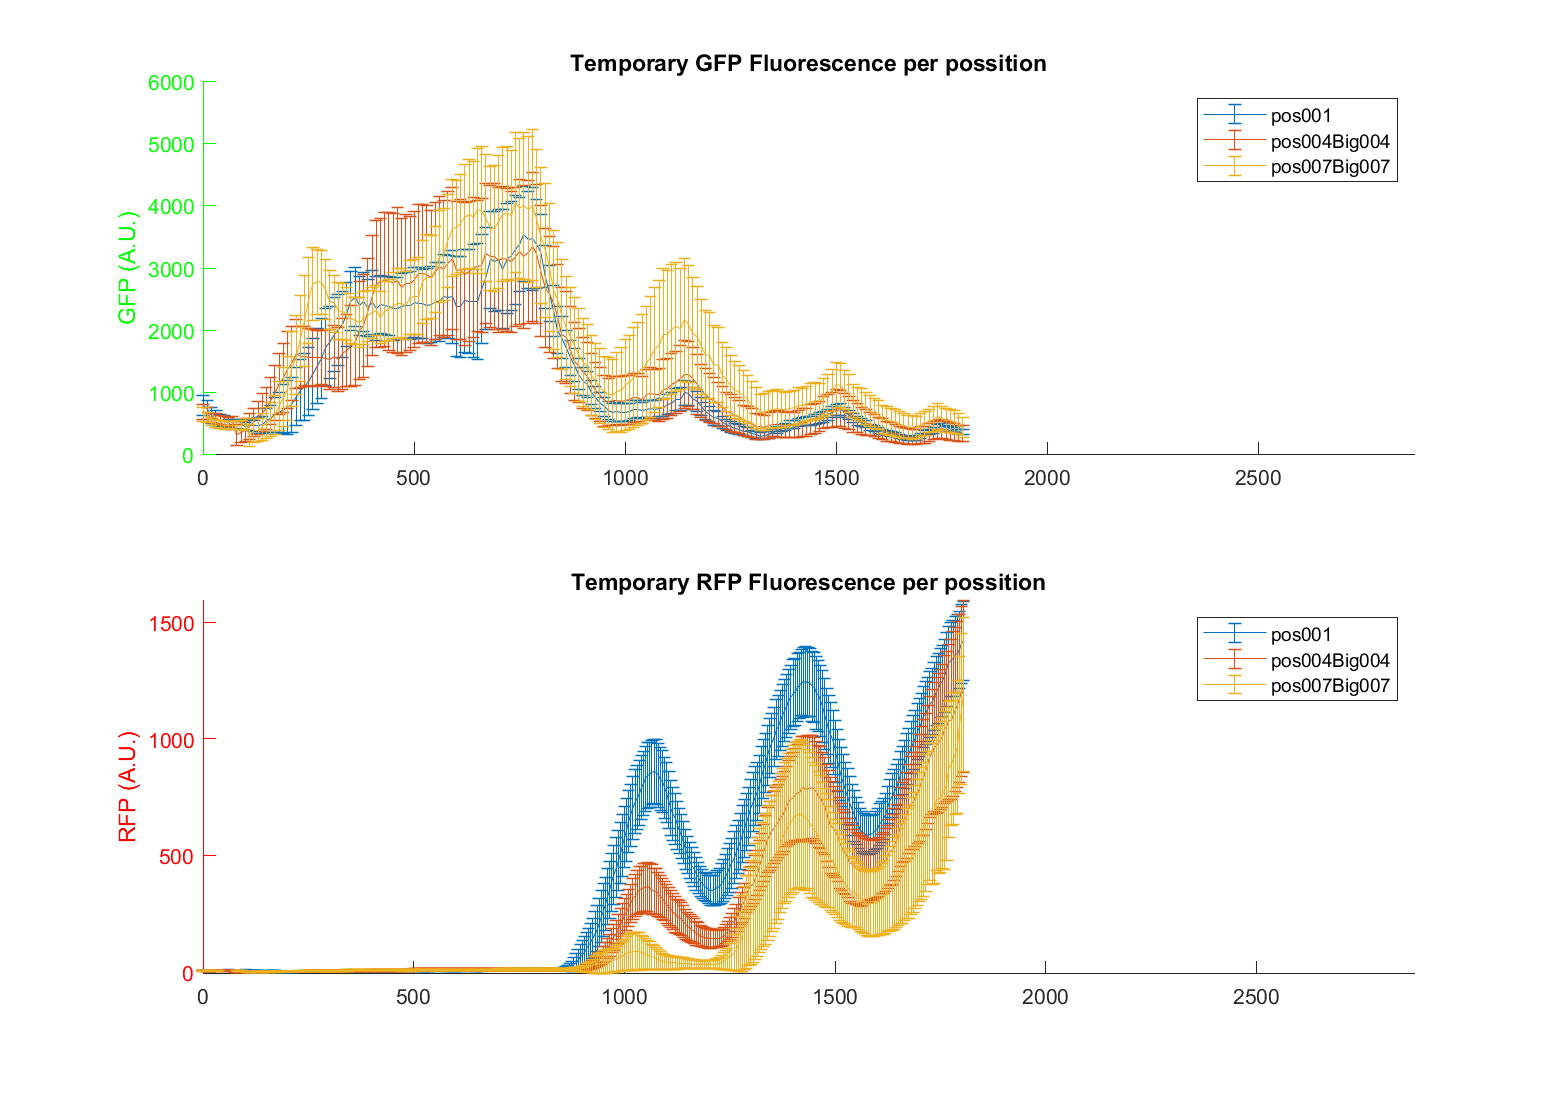 Temporary GFP Fluorescence per possition
6000
5000
4000
3000
2000
1000
0
GFP (A.U.)
0 500 1000 1500 2000 2500
pos001
pos004Big004
pos007Big007
Temporary RFP Fluorescence per possition
1500
1000
500
0
RFP (A.U.)
0 500 1000 1500 2000 2500
pos001
pos004Big004
pos007Big007